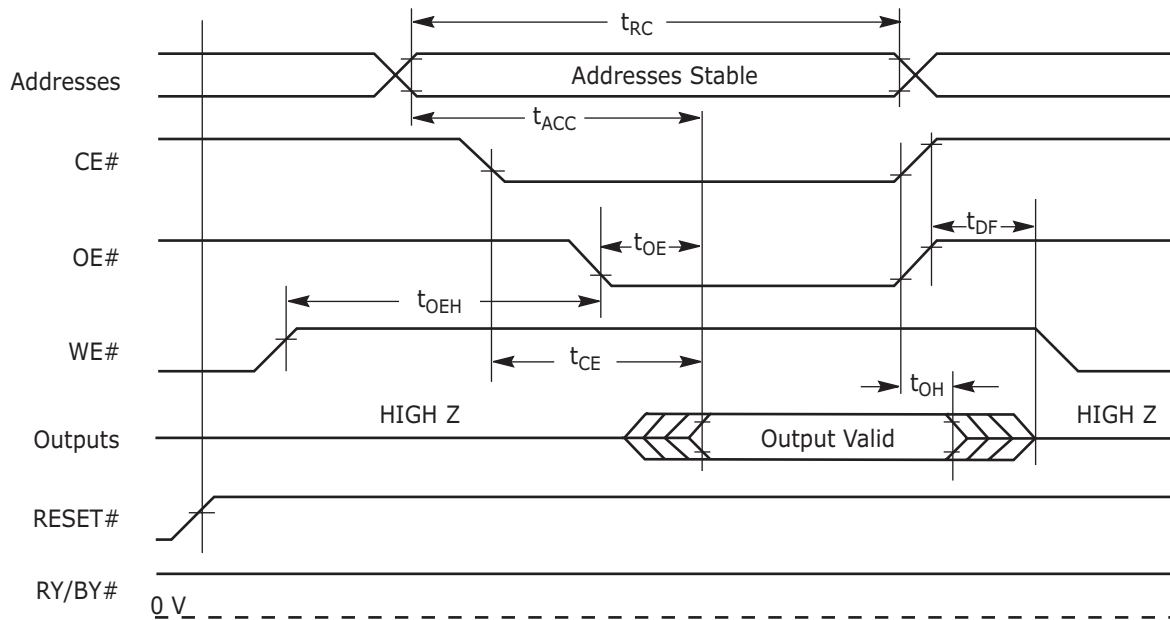 tRC
Addresses
Addresses Stable
tACC
CE#
tDF
OE#
tOE
tOEH
WE#
tCE
tOH
HIGH Z
HIGH Z
Outputs
Output Valid
RESET#
RY/BY#
0 V